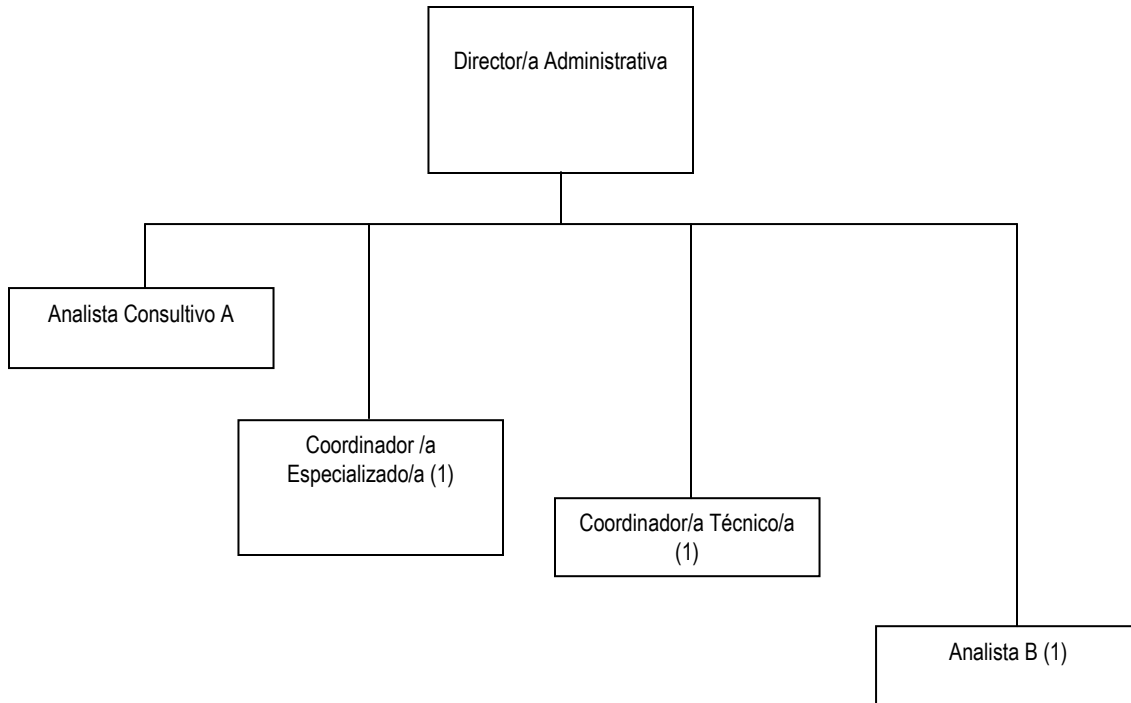 Director/a Administrativa
Analista Consultivo A
Coordinador /a
Especializado/a (1)
Coordinador/a Técnico/a
(1)
Analista B (1)